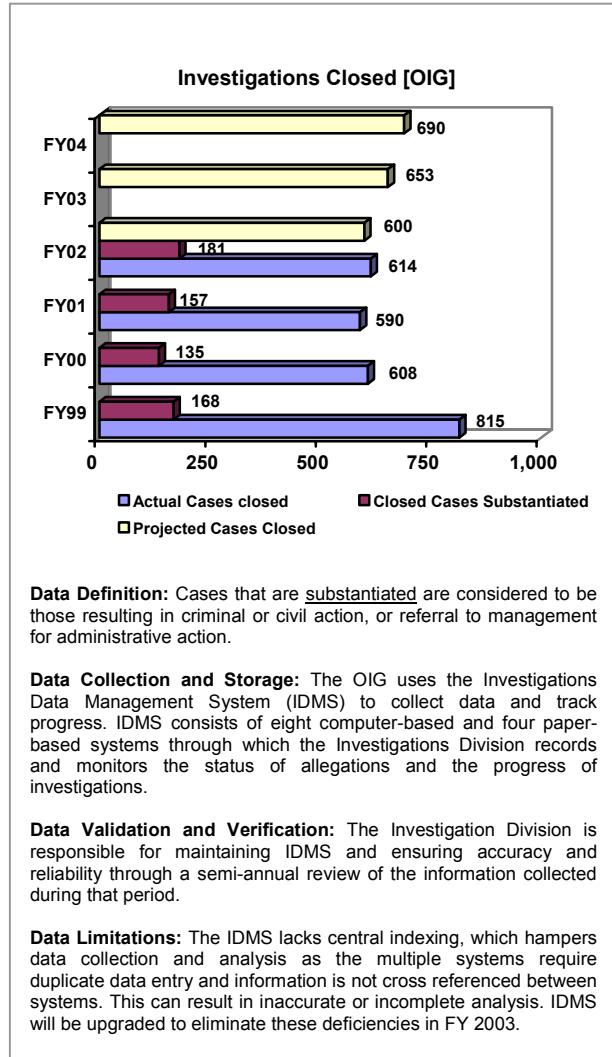 Investigations Closed [OIG]
FY04
690
FY03
653
600
FY02
181
614
FY01
157
590
FY00
135
608
FY99
168
815
0 250 500 750 1,000
Actual Cases closed Closed Cases Substantiated
Projected Cases Closed
Data Definition: Cases that are substantiated are considered to be
those resulting in criminal or civil action, or referral to management
for administrative action.
Data Collection and Storage: The OIG uses the Investigations
Data Management System (IDMS) to collect data and track
progress. IDMS consists of eight computer-based and four paper-
based systems through which the Investigations Division records
and monitors the status of allegations and the progress of
investigations.
Data Validation and Verification: The Investigation Division is
responsible for maintaining IDMS and ensuring accuracy and
reliability through a semi-annual review of the information collected
during that period.
Data Limitations: The IDMS lacks central indexing, which hampers
data collection and analysis as the multiple systems require
duplicate data entry and information is not cross referenced between
systems. This can result in inaccurate or incomplete analysis. IDMS
will be upgraded to eliminate these deficiencies in FY 2003.